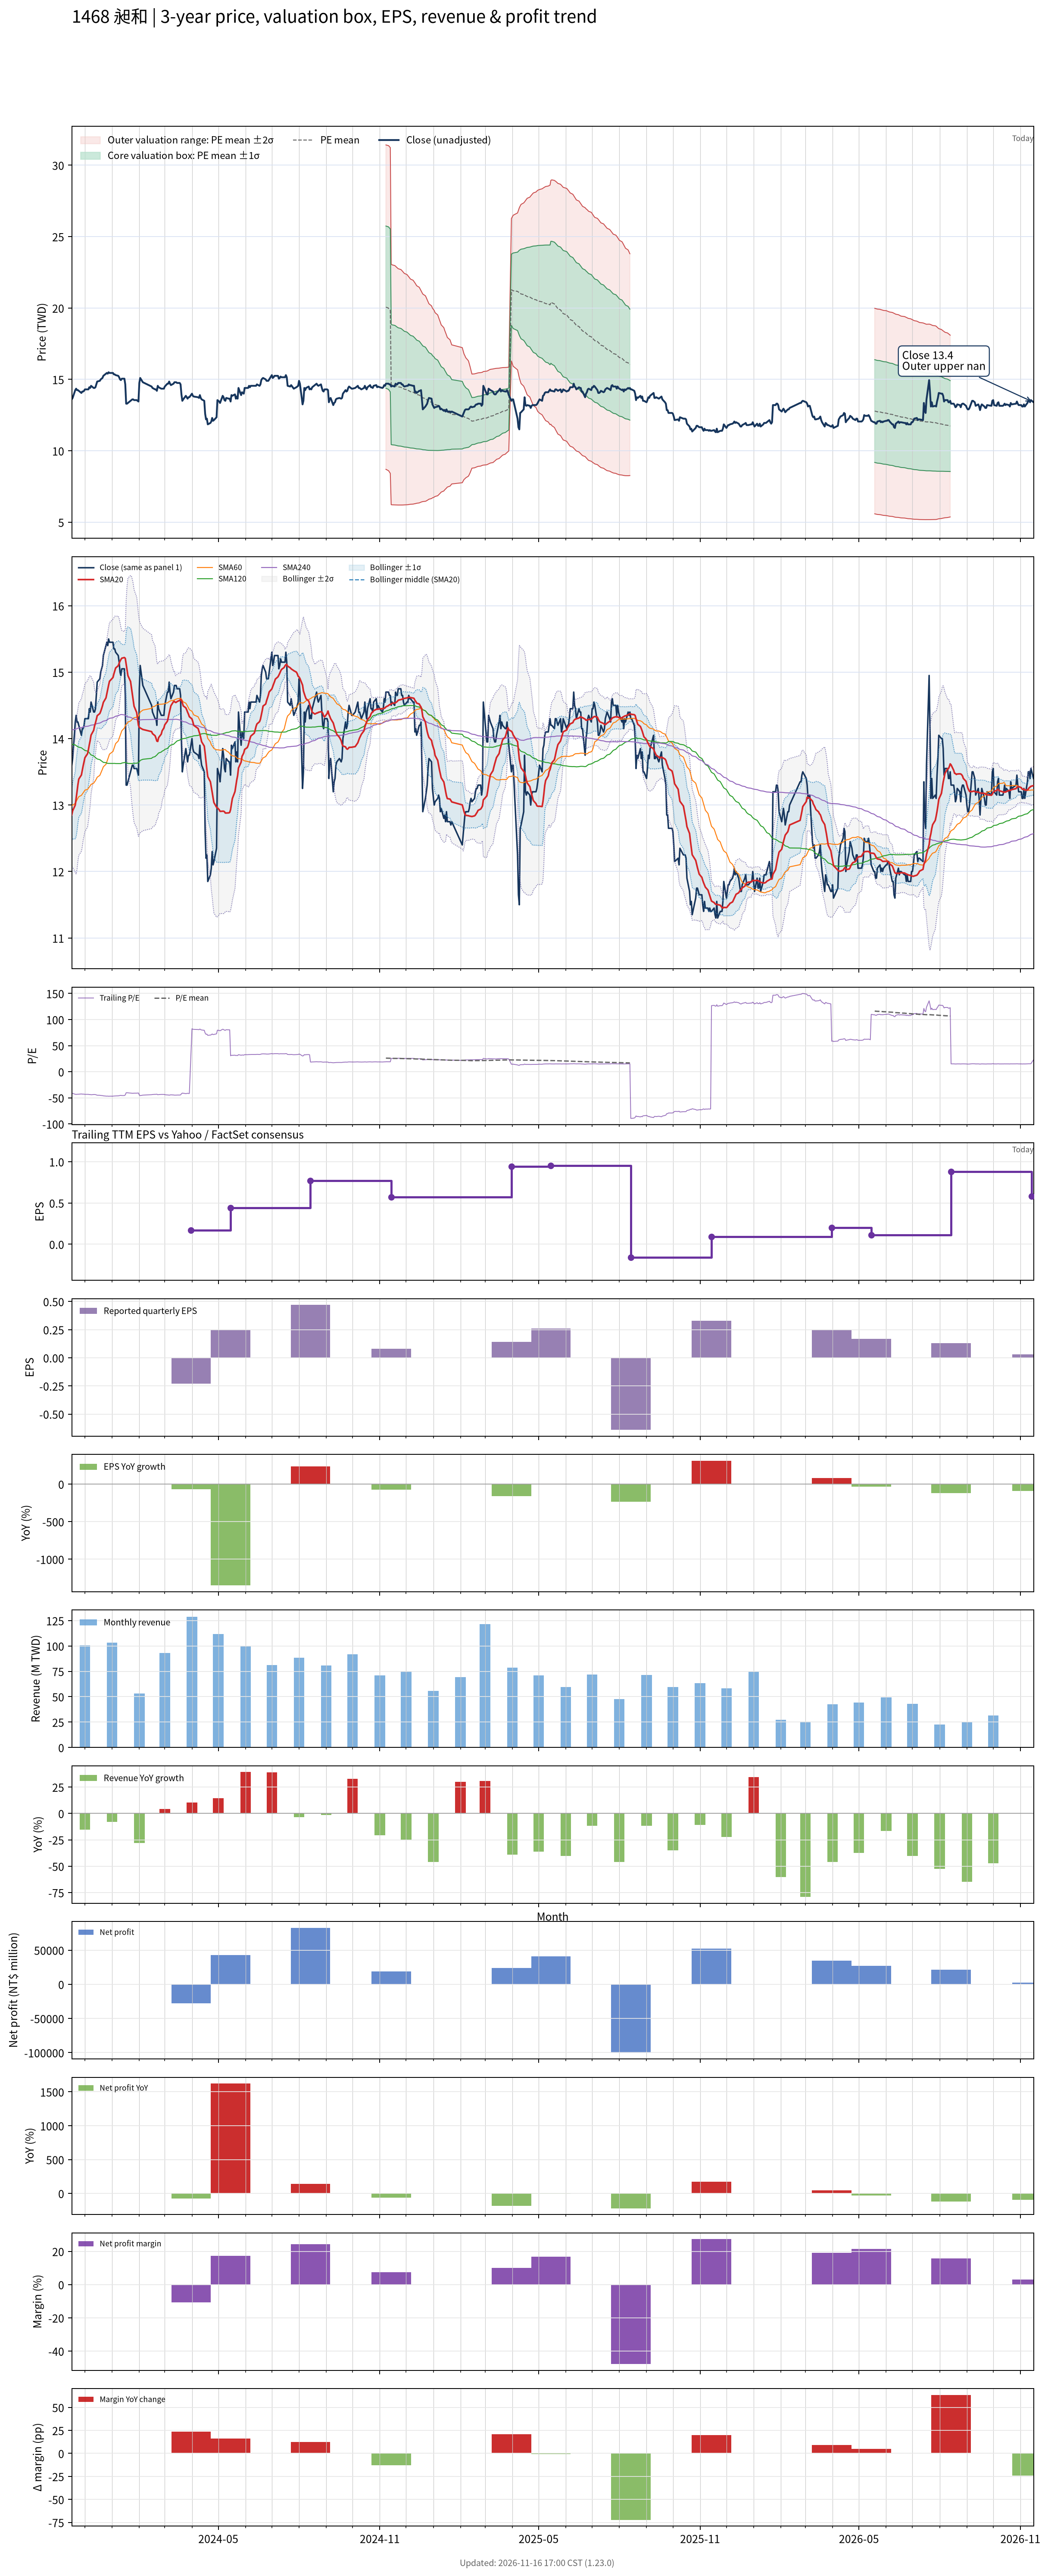 1468 昶和 | 3-year price, valuation box, EPS, revenue & profit trend
Outer valuation range: PE mean ±2σ
PE mean
Close (unadjusted)
Core valuation box: PE mean ±1σ
Today
Price (TWD)
30
25
20
15
10
5
Close 13.4
Outer upper nan
Close (same as panel 1)
SMA60
SMA240
Bollinger ±1σ
SMA20
SMA120
Bollinger ±2σ
Bollinger middle (SMA20)
Price
16
15
14
13
12
11
Trailing P/E
P/E mean
P/E
150
100
50
0
-50
-100
Trailing TTM EPS vs Yahoo / FactSet consensus
Today
EPS
1.0
0.5
0.0
Reported quarterly EPS
EPS
0.50
0.25
0.00
-0.25
-0.50
EPS YoY growth
YoY (%)
0
-500
-1000
Monthly revenue
Revenue (M TWD)
125
100
75
50
25
0
Revenue YoY growth
YoY (%)
25
0
-25
-50
-75
Month
Net profit
Net profit (NT$ million)
50000
0
-50000
-100000
Net profit YoY
YoY (%)
1500
1000
500
0
Net profit margin
Margin (%)
20
0
-20
-40
Margin YoY change
Δ margin (pp)
50
25
0
-25
-50
-75
2024-05
2024-11
2025-05
2025-11
2026-05
2026-11
Updated: 2026-11-16 17:00 CST (1.23.0)